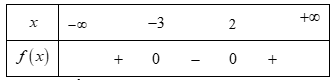 x −∞ −3 2 +∞
f(x) + 0 − 0 +